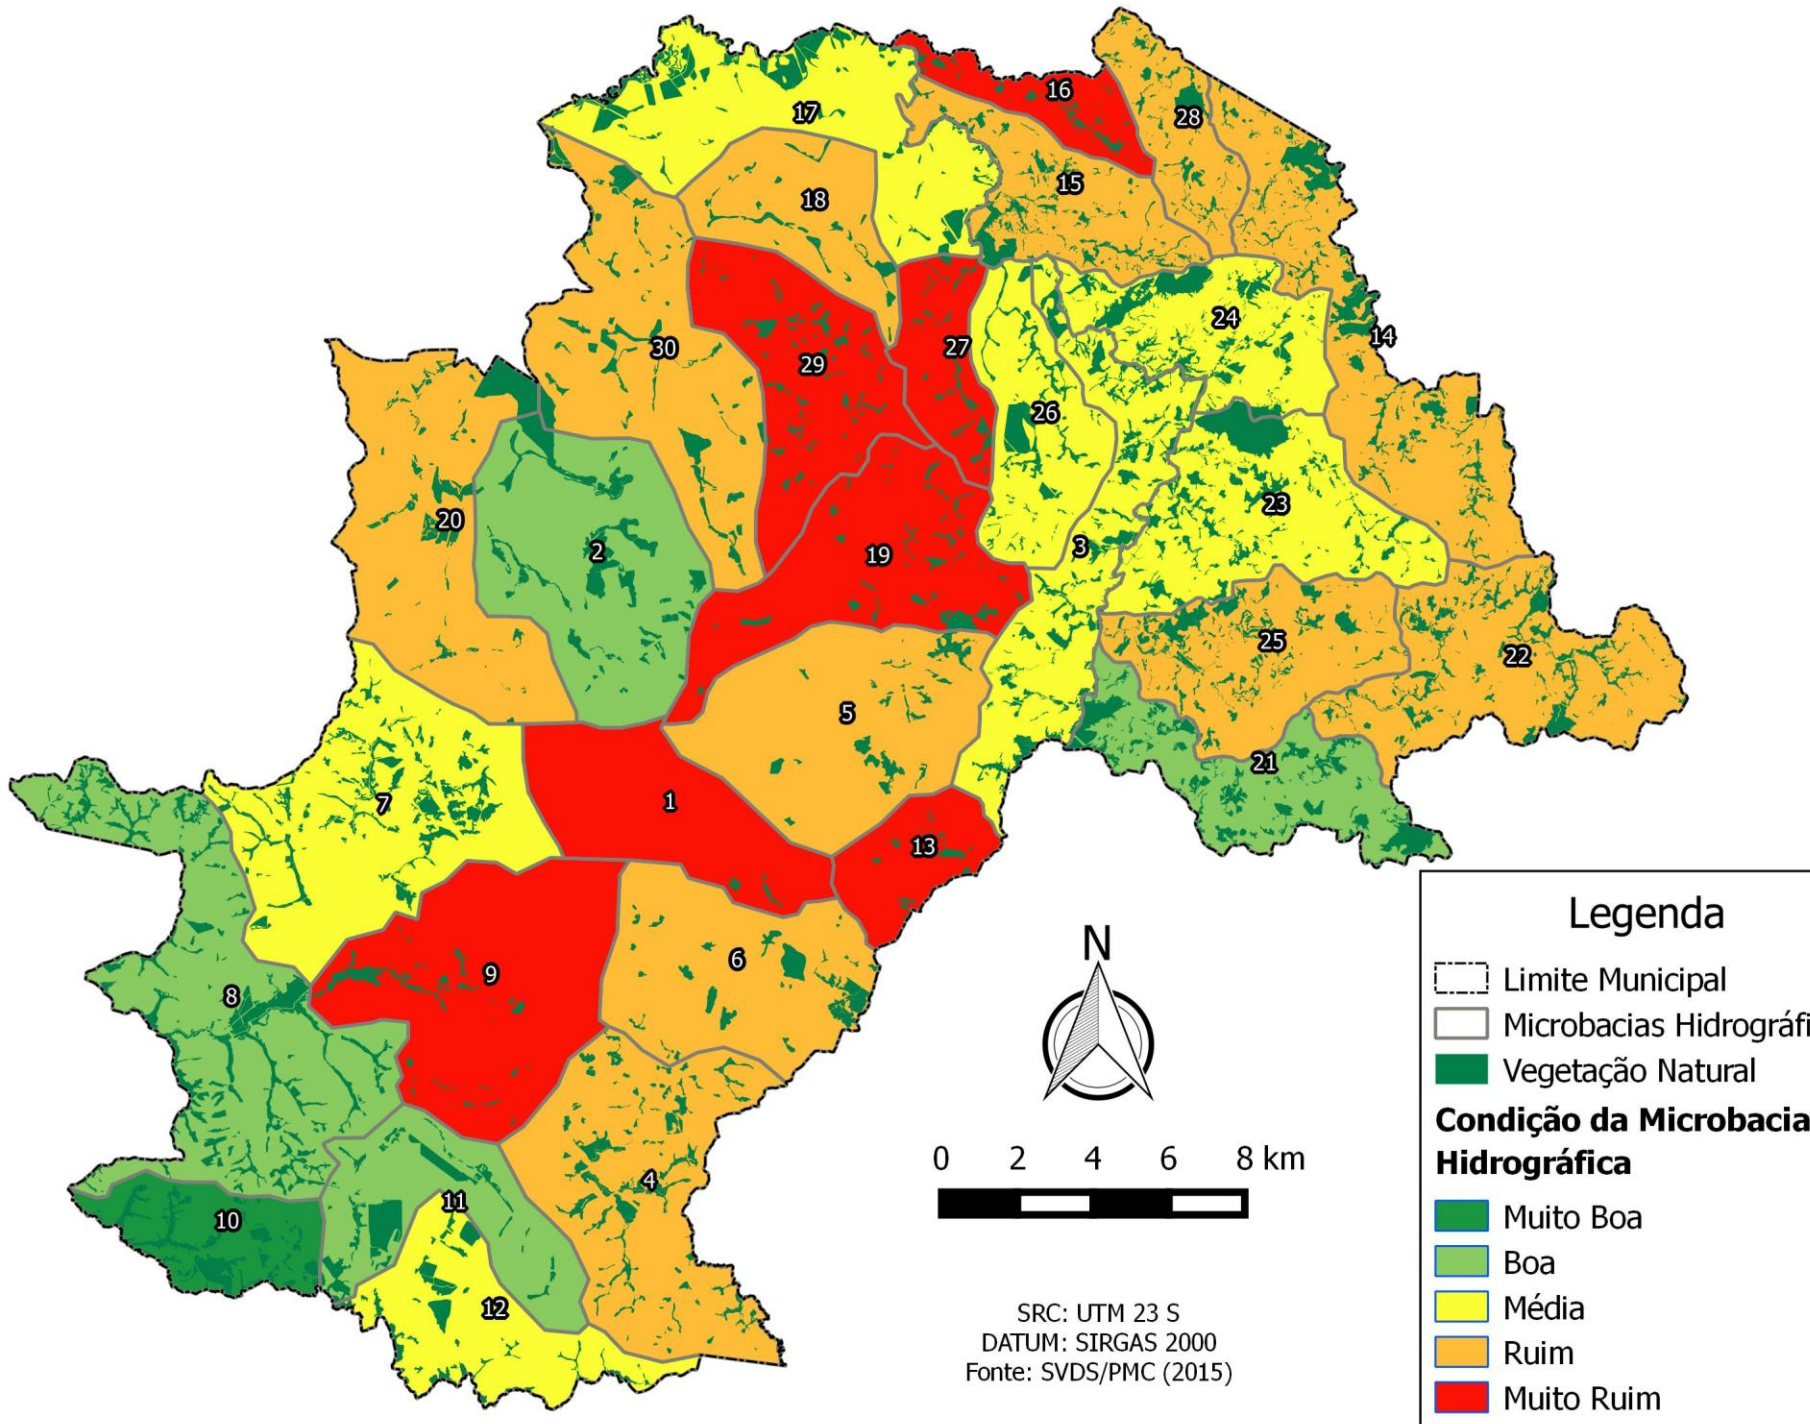 17
16
28
15
18
24
14
27
30
29
26
20
23
3
2
19
25
22
5
21
7
1
13
6
9
8
4
11
10
12
N
0 2 4 6 8 km
SRC: UTM 23 S
DATUM: SIRGAS 2000
Fonte: SVDS/PMC (2015)
Legenda
Limite Municipal
Microbacias Hidrográfi
Vegetação Natural
Condição da Microbacia
Hidrográfica
Muito Boa
Boa
Média
Ruim
Muito Ruim